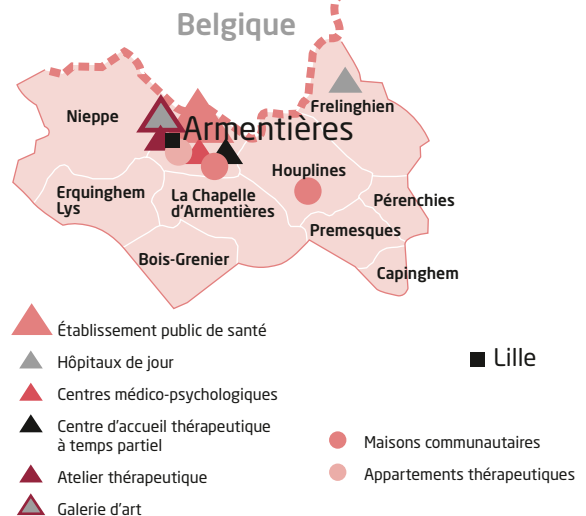 Belgique
Nieppe
Frelinghien
Armentières
Houplines
Erquinghem
Lys
La Chapelle
d'Armentières
Pérenchies
Premesques
Bois-Grenier
Capinghem
Établissement public de santé
Hôpitaux de jour
Centres médico-psychologiques
Centre d'accueil thérapeutique
à temps partiel
Atelier thérapeutique
Galerie d'art
Lille
Maisons communautaires
Appartements thérapeutiques